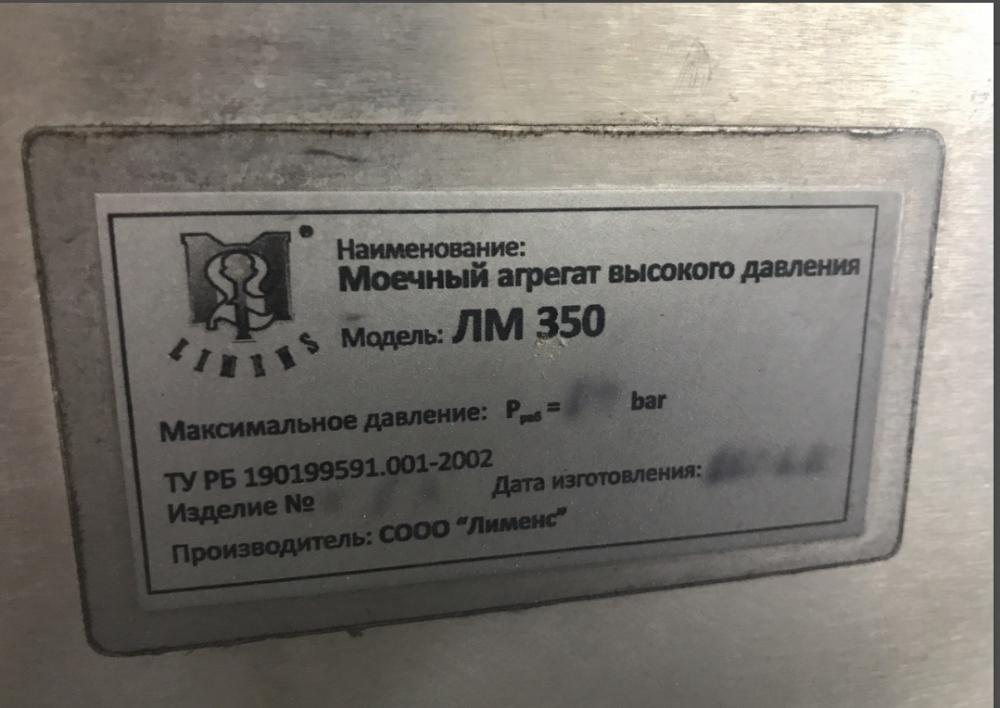 LIMENS
Наименование:
Моечный агрегат высокого давления
Модель: ЛМ 350
Максимальное давление: Pраб = bar
ТУ РБ 190199591.001-2002
Изделие № Дата изготовления:
Производитель: СООО “Лименс”